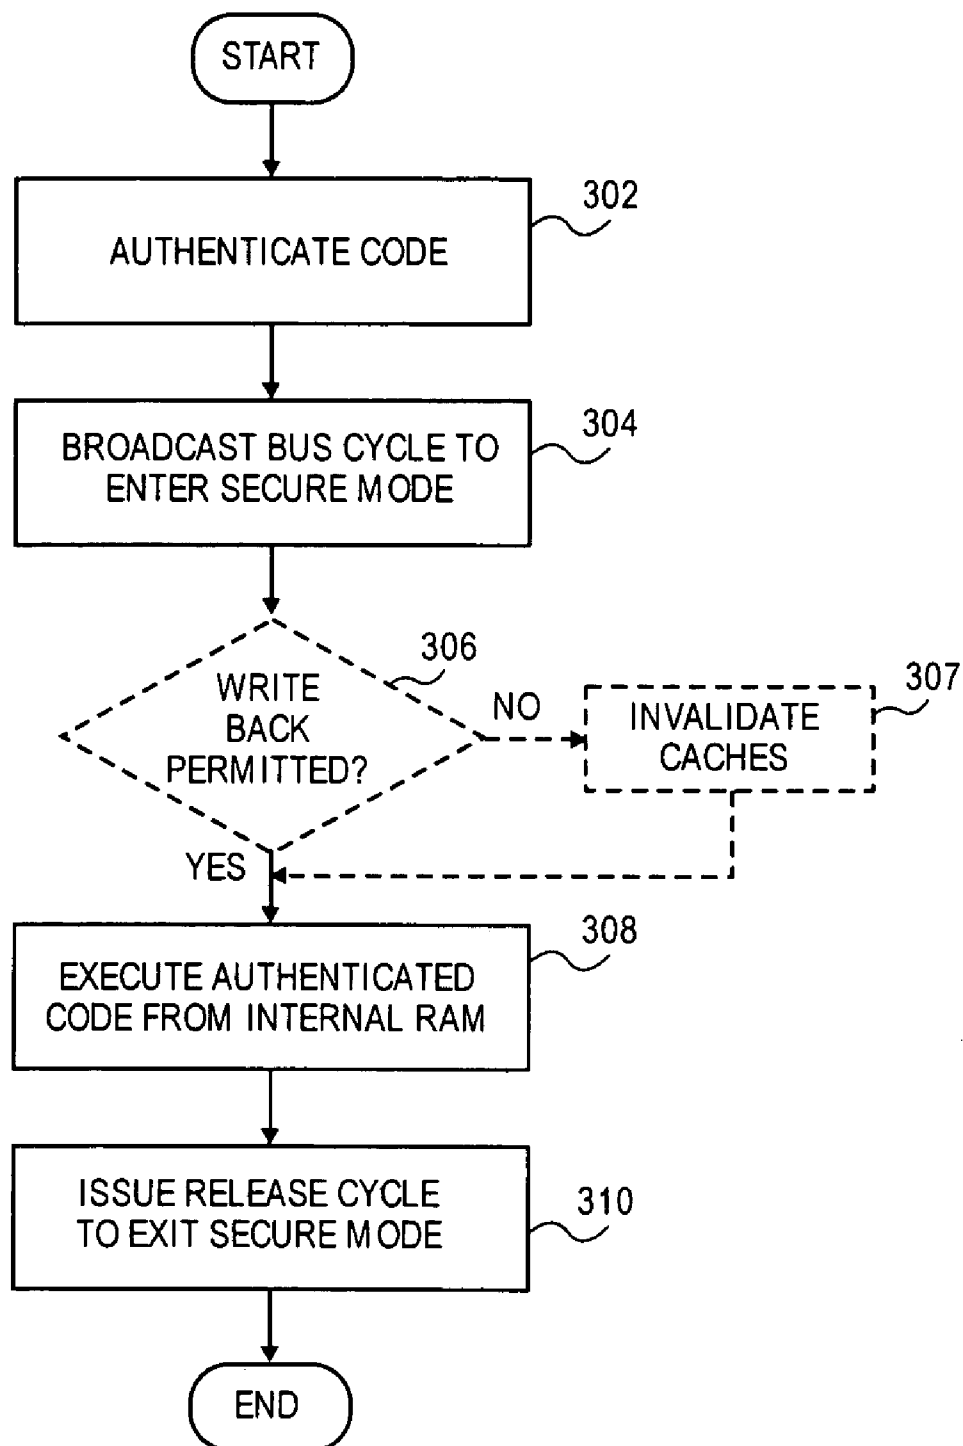 START
302
AUTHENTICATE CODE
304
BROADCAST BUS CYCLE TO
ENTER SECURE MODE
306
WRITE
BACK
PERMITTED?
NO
307
INVALIDATE
CACHES
YES
308
EXECUTE AUTHENTICATED
CODE FROM INTERNAL RAM
ISSUE RELEASE CYCLE
TO EXIT SECURE MODE
310
END